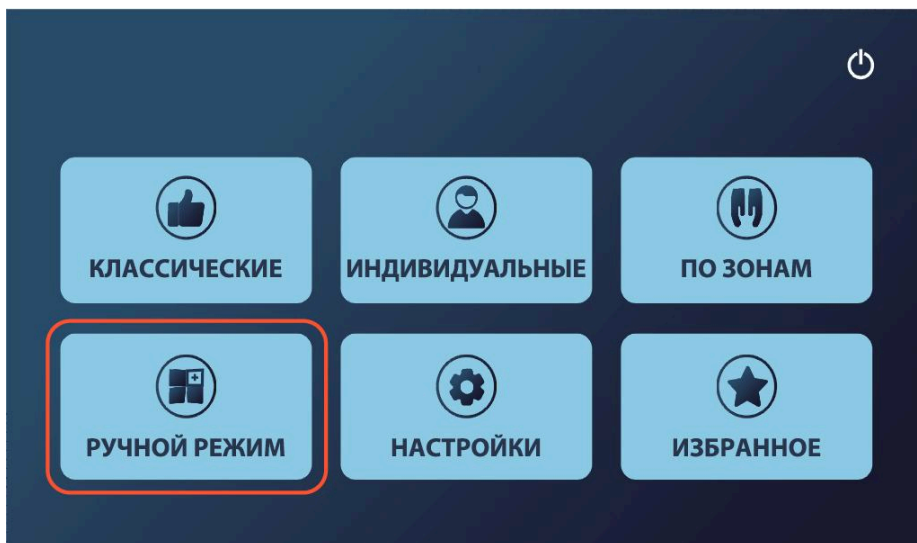 КЛАССИЧЕСКИЕ
ИНДИВИДУАЛЬНЫЕ
ПО ЗОНАМ
РУЧНОЙ РЕЖИМ
НАСТРОЙКИ
ИЗБРАННОЕ